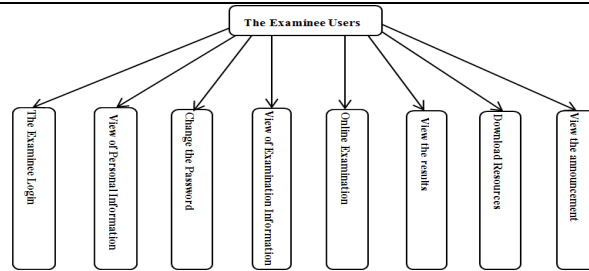 The Examinee Users
The Examinee Login
View of Personal Information
Change the Password
View of Examination Information
Online Examination
View the results
Download Resources
View the announcement